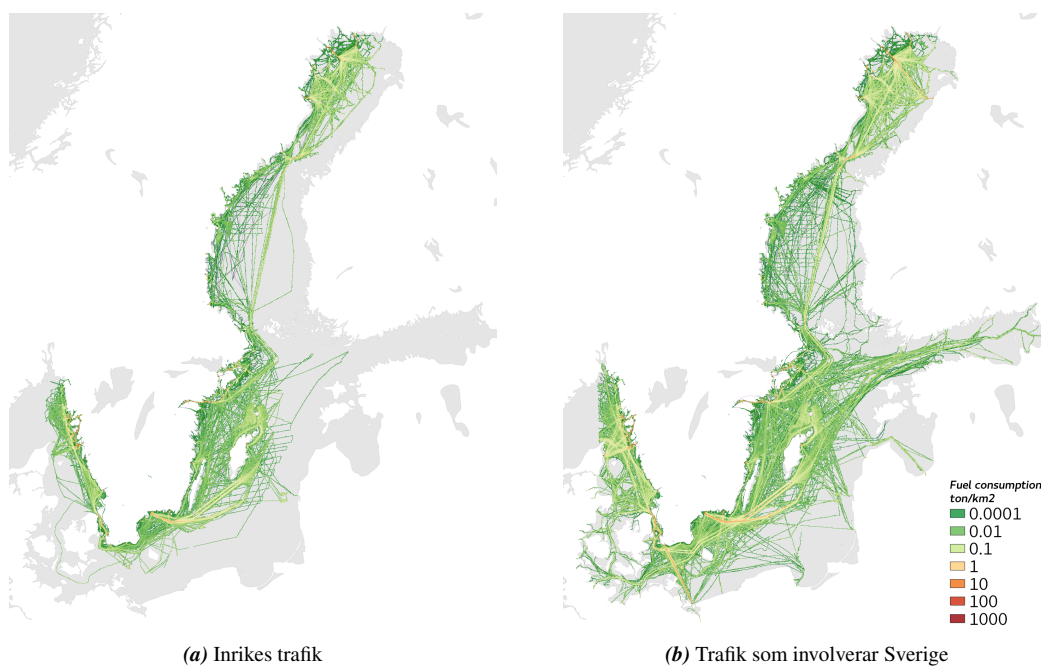 Fuel consumption
ton/km2
0.0001
0.01
0.1
1
10
100
1000
(a) Inrikes trafik
(b) Trafik som involverar Sverige